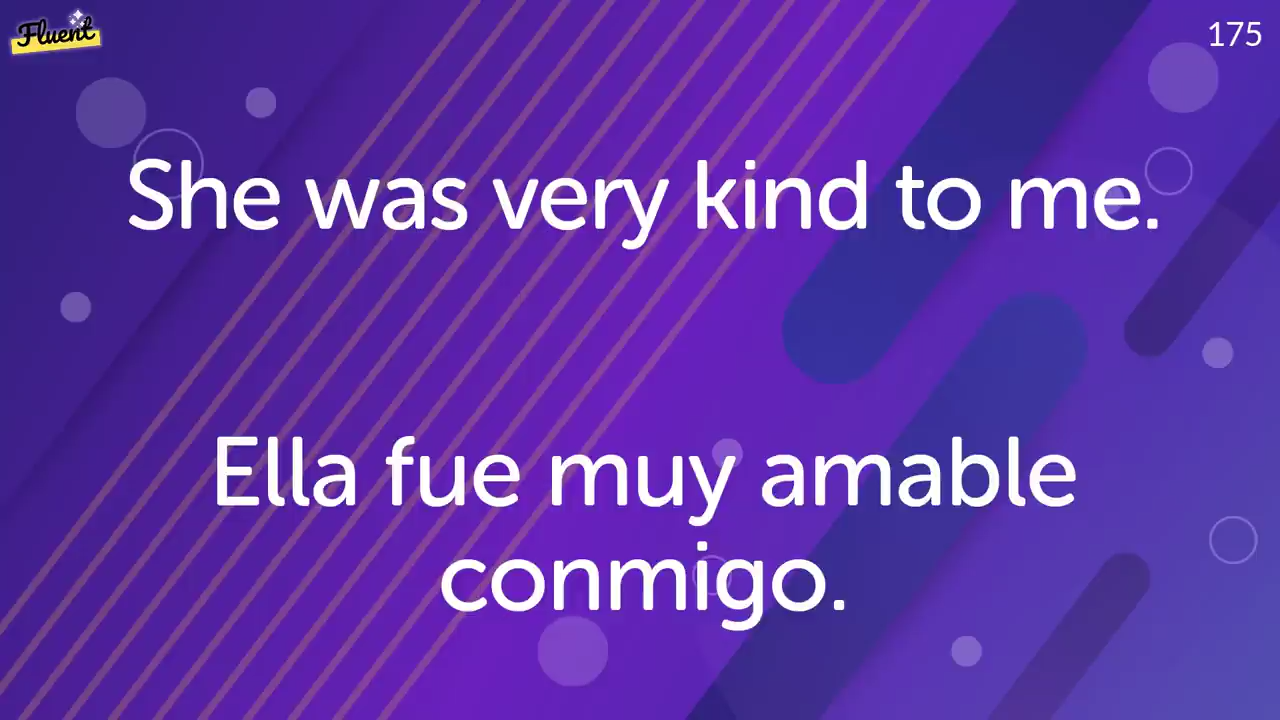 Fluent
175
She was very kind to me.
Ella fue muy amable
conmigo.